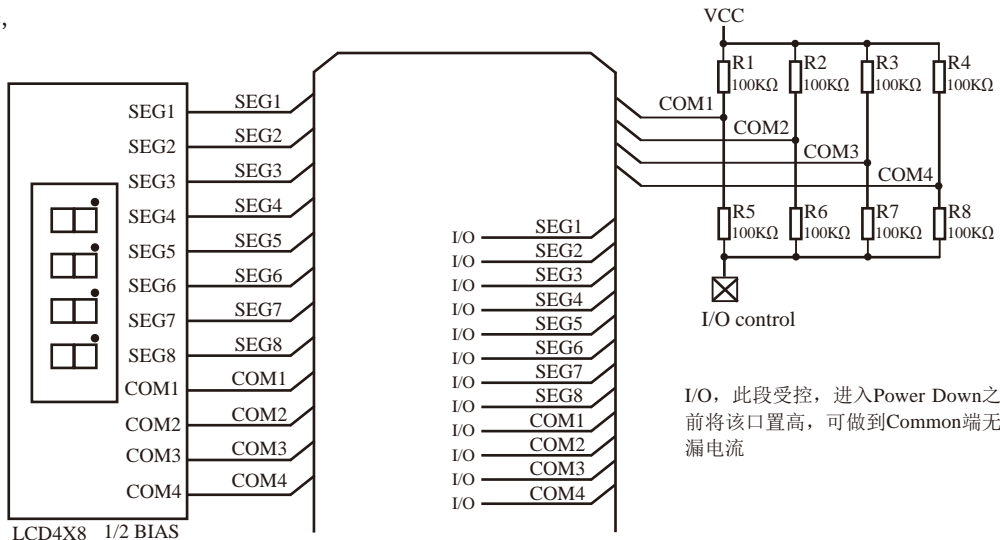 ,
VCC
R1
100KΩ
R2
100KΩ
R3
100KΩ
R4
100KΩ
COM1
COM2
COM3
COM4
R5
100KΩ
R6
100KΩ
R7
100KΩ
R8
100KΩ
I/O control
SEG1
SEG2
SEG3
SEG4
SEG5
SEG6
SEG7
SEG8
COM1
COM2
COM3
COM4
SEG1
SEG2
SEG3
SEG4
SEG5
SEG6
SEG7
SEG8
COM1
COM2
COM3
COM4
I/O SEG1
I/O SEG2
I/O SEG3
I/O SEG4
I/O SEG5
I/O SEG6
I/O SEG7
I/O SEG8
I/O COM1
I/O COM2
I/O COM3
I/O COM4
I/O，此段受控，进入Power Down之
前将该口置高，可做到Common端无
漏电流
LCD4X8 1/2 BIAS